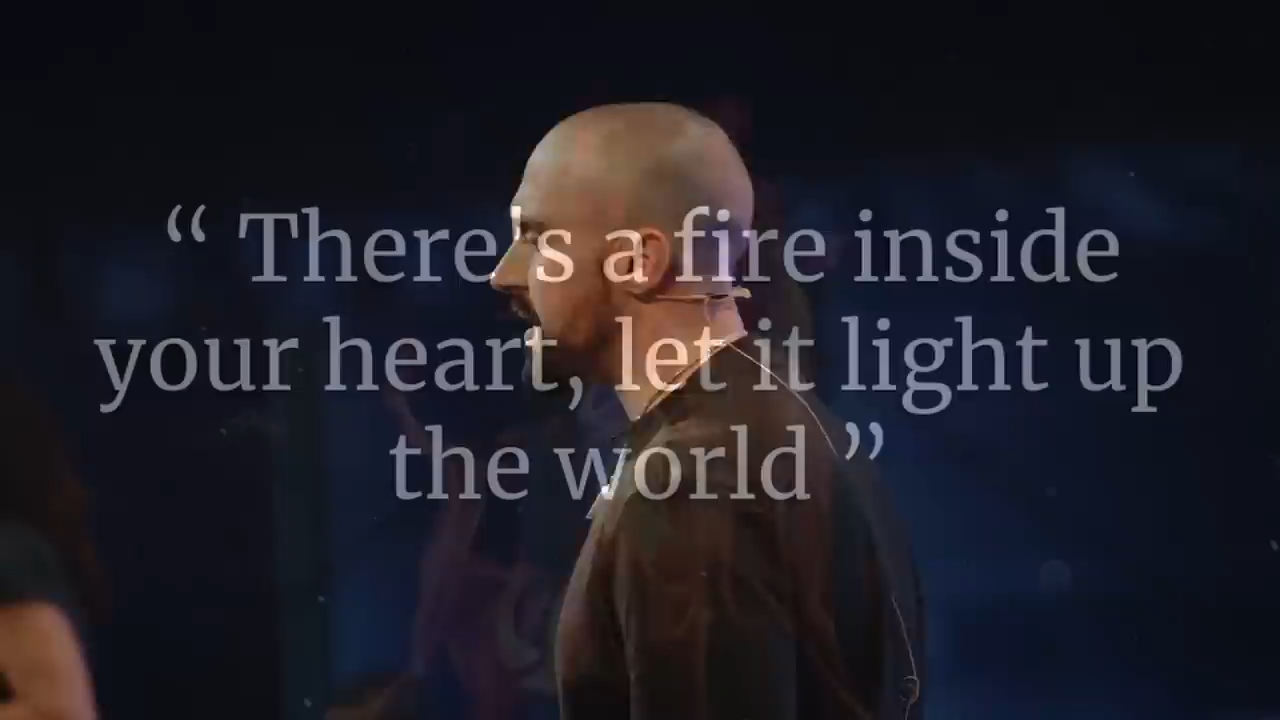 “ There's a fire inside
your heart, let it light up
the world ”